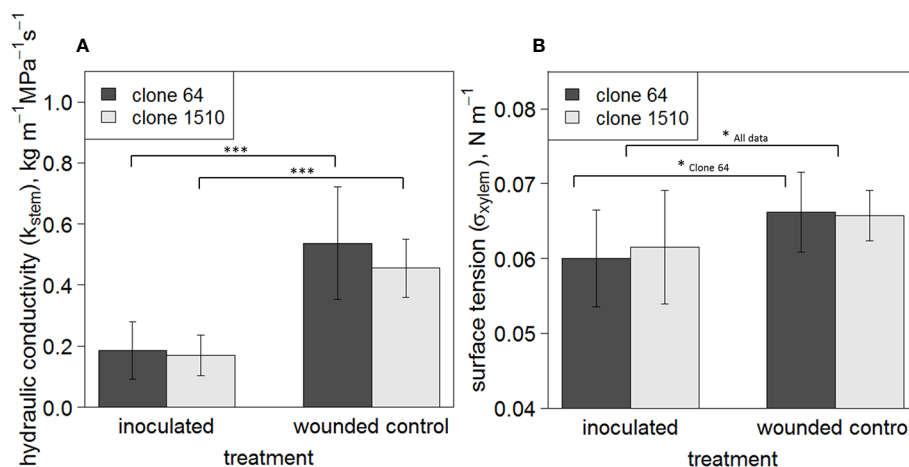 A
hydraulic conductivity (kstem), kg m−1MPa−1s−1
clone 64
clone 1510
1.0
0.8
0.6
0.4
0.2
0.0
***
***
inoculated
wounded control
treatment
B
surface tension (σxylem), N m−1
clone 64
clone 1510
0.08
0.07
0.06
0.05
0.04
* All data
* Clone 64
inoculated
wounded control
treatment